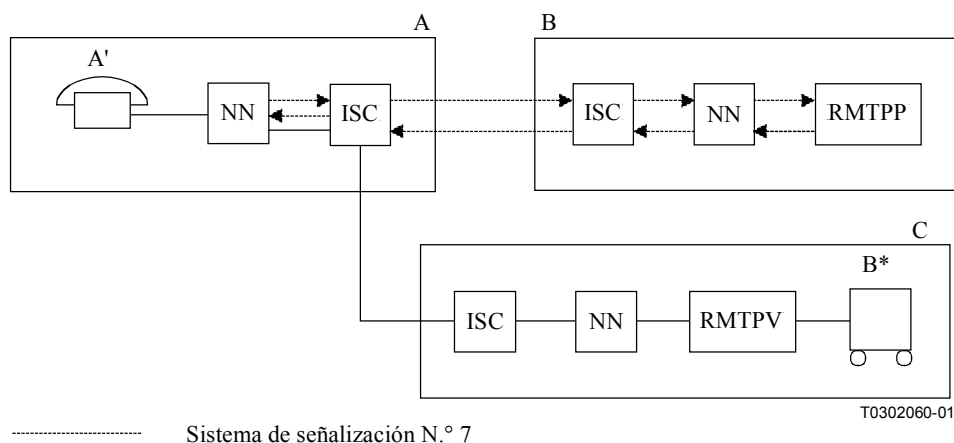 A
B
A'
NN
ISC
ISC
NN
RMTPP
C
B*
ISC
NN
RMTPV
T0302060-01
Sistema de señalización N.° 7